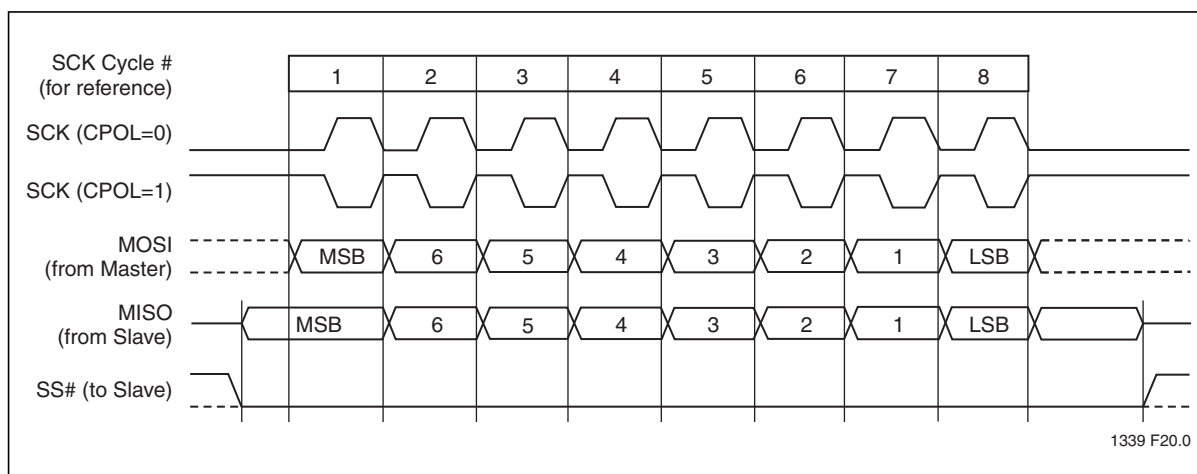 SCK Cycle #
(for reference)
1 2 3 4 5 6 7 8
SCK (CPOL=0)
SCK (CPOL=1)
MOSI
(from Master)
MSB 6 5 4 3 2 1 LSB
MISO
(from Slave)
MSB 6 5 4 3 2 1 LSB
SS# (to Slave)
1339 F20.0